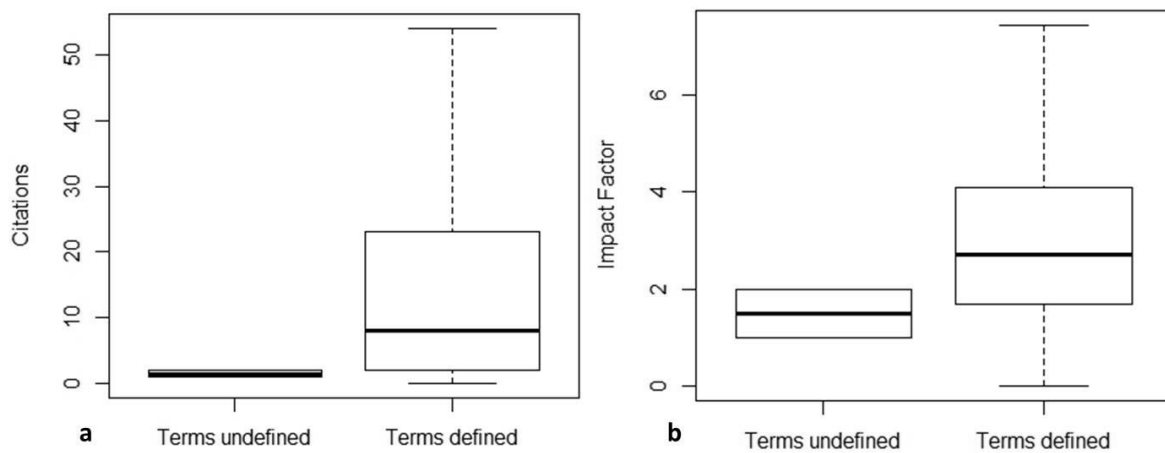 Citations
50
40
30
20
10
0
a
Terms undefined
Terms defined
Impact Factor
6
4
2
0
b
Terms undefined
Terms defined